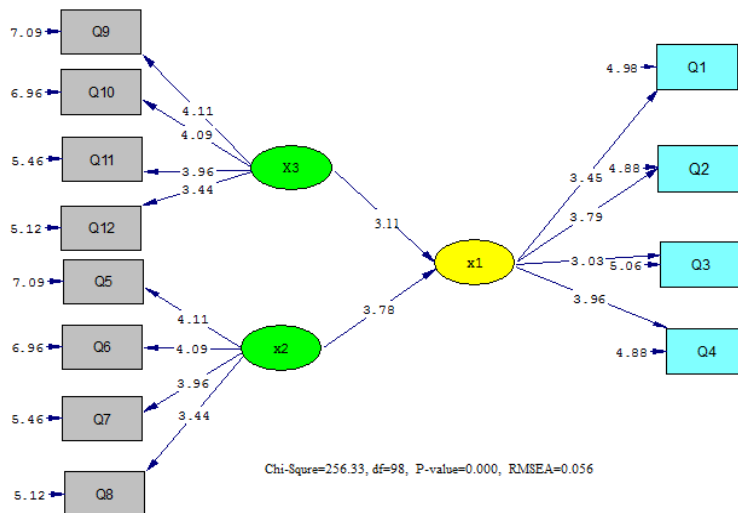 7.09 Q9
6.96 Q10
5.46 Q11
5.12 Q12
7.09 Q5
6.96 Q6
5.46 Q7
5.12 Q8
4.11
4.09
3.96
3.44
X3
4.11
4.09
3.96
3.44
x2
3.11
3.78
x1
3.45
3.79
3.03
3.96
4.98 Q1
4.88 Q2
5.06 Q3
4.88 Q4
Chi-Squre=256.33, df=98, P-value=0.000, RMSEA=0.056